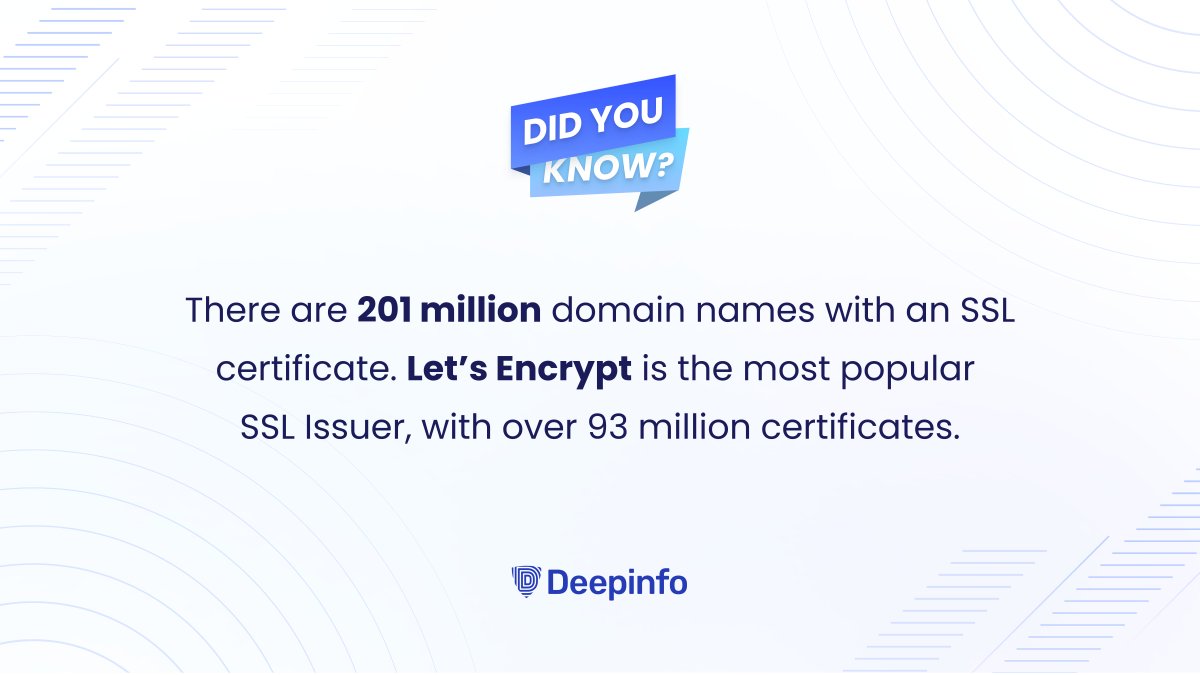 DID YOU
KNOW?
There are 201 million domain names with an SSL
certificate. Let’s Encrypt is the most popular
SSL Issuer, with over 93 million certificates.
Deepinfo